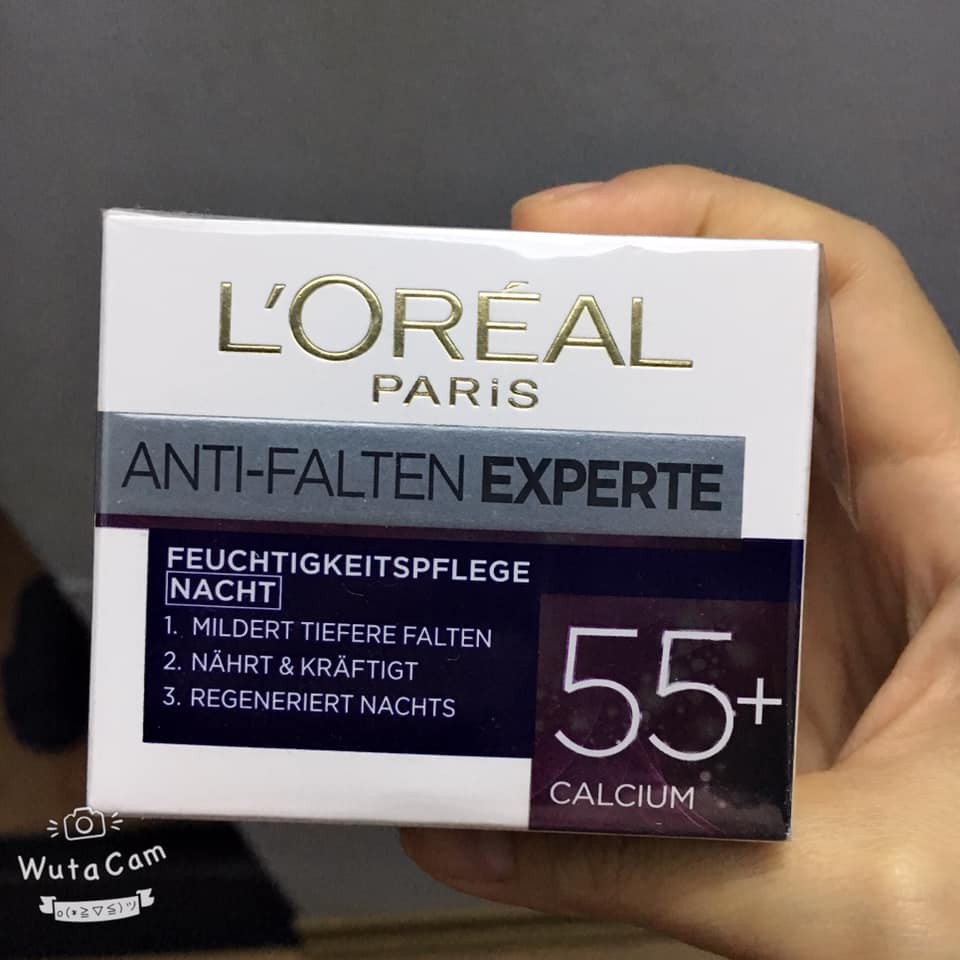 L'ORÉAL
PARiS
ANTI-FALTEN EXPERTE
FEUCHTIGKEITSPFLEGE
NACHT
1. MILDERT TIEFERE FALTEN
2. NÄHRT & KRÄFTIGT
3. REGENERIERT NACHTS
55+
CALCIUM
WutaCam
o(*≧▽≦)ツ